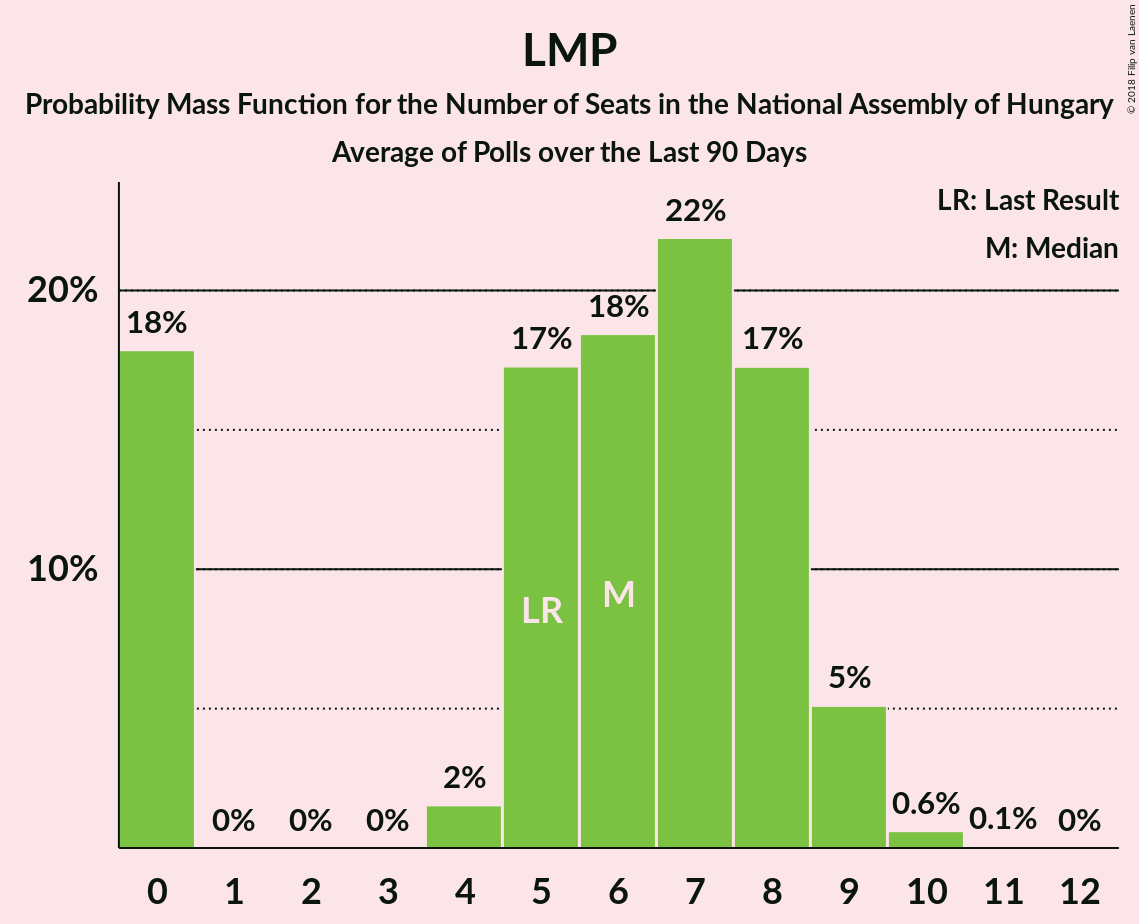 LMP
Probability Mass Function for the Number of Seats in the National Assembly of Hungary
Average of Polls over the Last 90 Days
© 2018 Filip van Laenen
LR: Last Result
M: Median
20%
10%
18%
0%
0%
0%
2%
17%
18%
22%
17%
5%
0.6%
0.1%
0%
LR
M
0 1 2 3 4 5 6 7 8 9 10 11 12